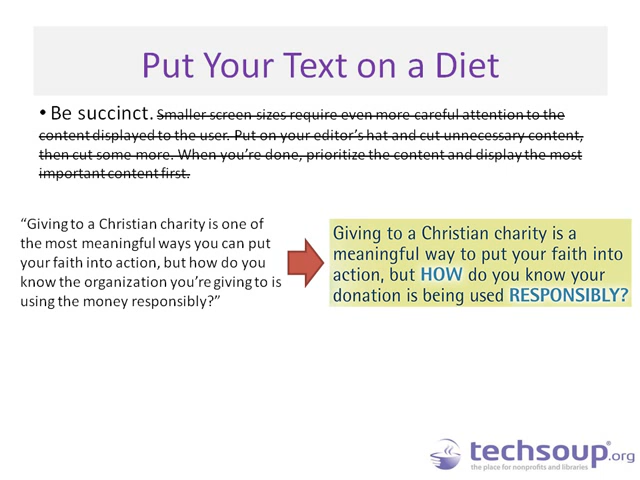 Put Your Text on a Diet
• Be succinct. Smaller screen sizes require even more careful attention to the
content displayed to the user. Put on your editor's hat and cut unnecessary content,
then cut some more. When you're done, prioritize the content and display the most
important content first.
“Giving to a Christian charity is one of
the most meaningful ways you can put
your faith into action, but how do you
know the organization you're giving to is
using the money responsibly?”
Giving to a Christian charity is a
meaningful way to put your faith into
action, but HOW do you know your
donation is being used RESPONSIBLY?
techsoup®.org
the place for nonprofits and libraries